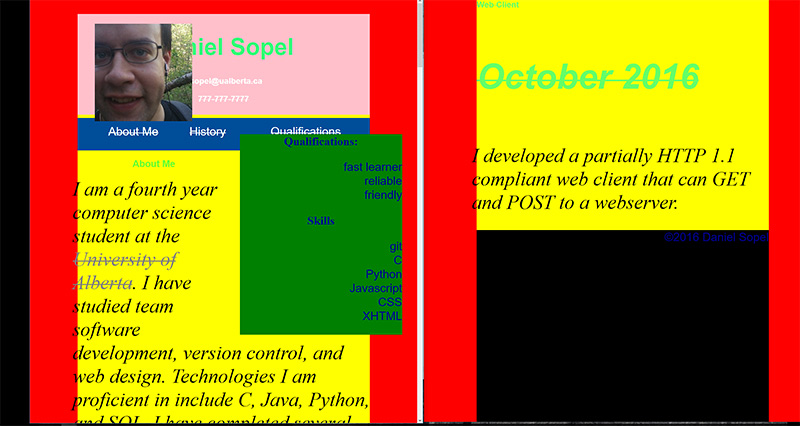 niel Sopel
opel@ualberta.ca
777-777-7777
About Me History Qualifications
Qualifications:
fast learner
reliable
friendly
Skills
git
C
Python
Javascript
CSS
XHTML
About Me
I am a fourth year
computer science
student at the
University of
Alberta. I have
studied team
software
development, version control, and
web design. Technologies I am
proficient in include C, Java, Python,
and SQL. I have completed several
Web Client
October 2016
I developed a partially HTTP 1.1
compliant web client that can GET
and POST to a webserver.
©2016 Daniel Sopel